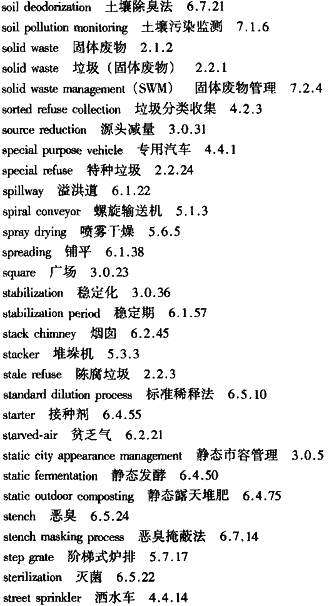 soil deodorization 土壤除臭法 6.7.21
soil pollution monitoring 土壤污染监测 7.1.6
solid waste 固体废物 2.1.2
solid waste 垃圾（固体废物） 2.2.1
solid waste management（SWM） 固体废物管理 7.2.4
sorted refuse collection 垃圾分类收集 4.2.3
source reduction 源头减量 3.0.31
special purpose vehicle 专用汽车 4.4.1
special refuse 特种垃圾 2.2.24
spillway 溢洪道 6.1.22
spiral conveyor 螺旋输送机 5.1.3
spray drying 喷雾干燥 5.6.5
spreading 铺平 6.1.38
square 广场 3.0.23
stabilization 稳定化 3.0.36
stabilization period 稳定期 6.1.57
stack chimney 烟囱 6.2.45
stacker 堆垛机 5.3.3
stale refuse 陈腐垃圾 2.2.3
standard dilution process 标准稀释法 6.5.10
starter 接种剂 6.4.55
starved-air 贫乏气 6.2.21
static city appearance management 静态市容管理 3.0.5
static fermentation 静态发酵 6.4.50
static outdoor composting 静态露天堆肥 6.4.75
stench 恶臭 6.5.24
stench masking process 恶臭掩蔽法 6.7.14
step grate 阶梯式炉排 5.7.17
sterilization 灭菌 6.5.22
street sprinkler 洒水车 4.4.14